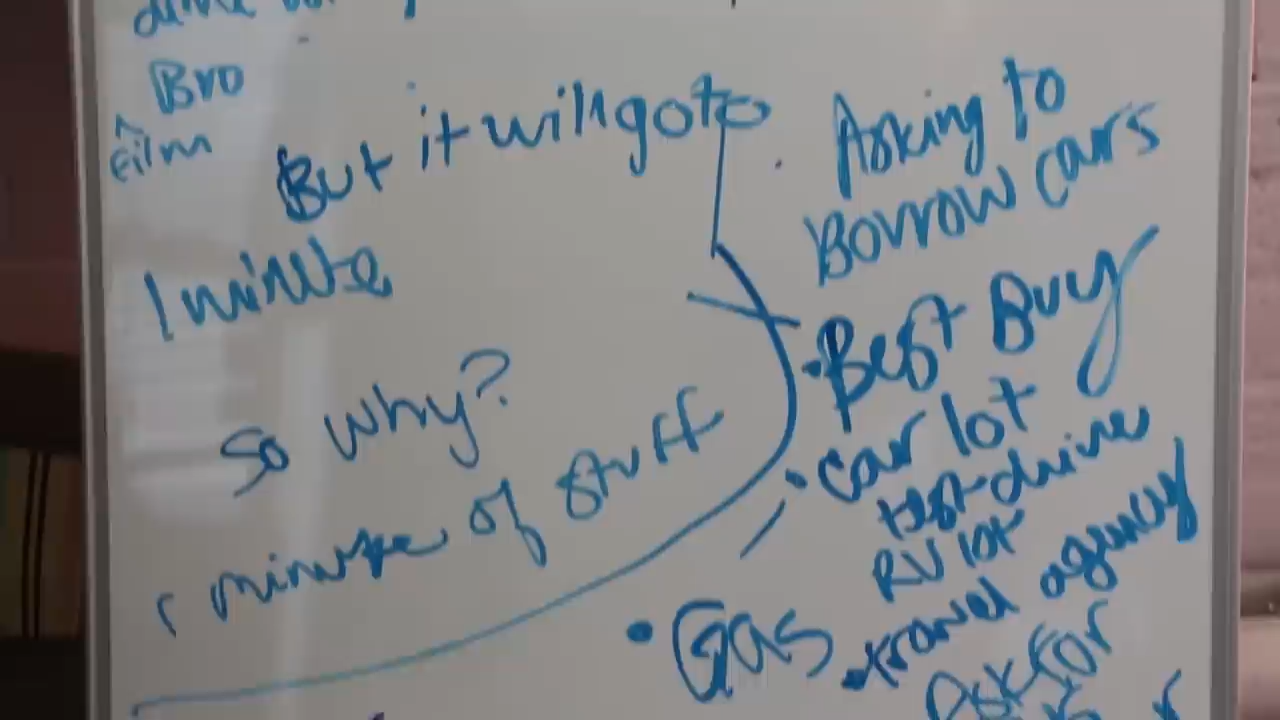 Bro
^
Film
But it will go to
1 minute
So why?
1 minute of stuff
Asking to
Borrow cars
• Best Buy
• Car lot
test-drive
RV lot
• travel agency
• Gas
Ask for